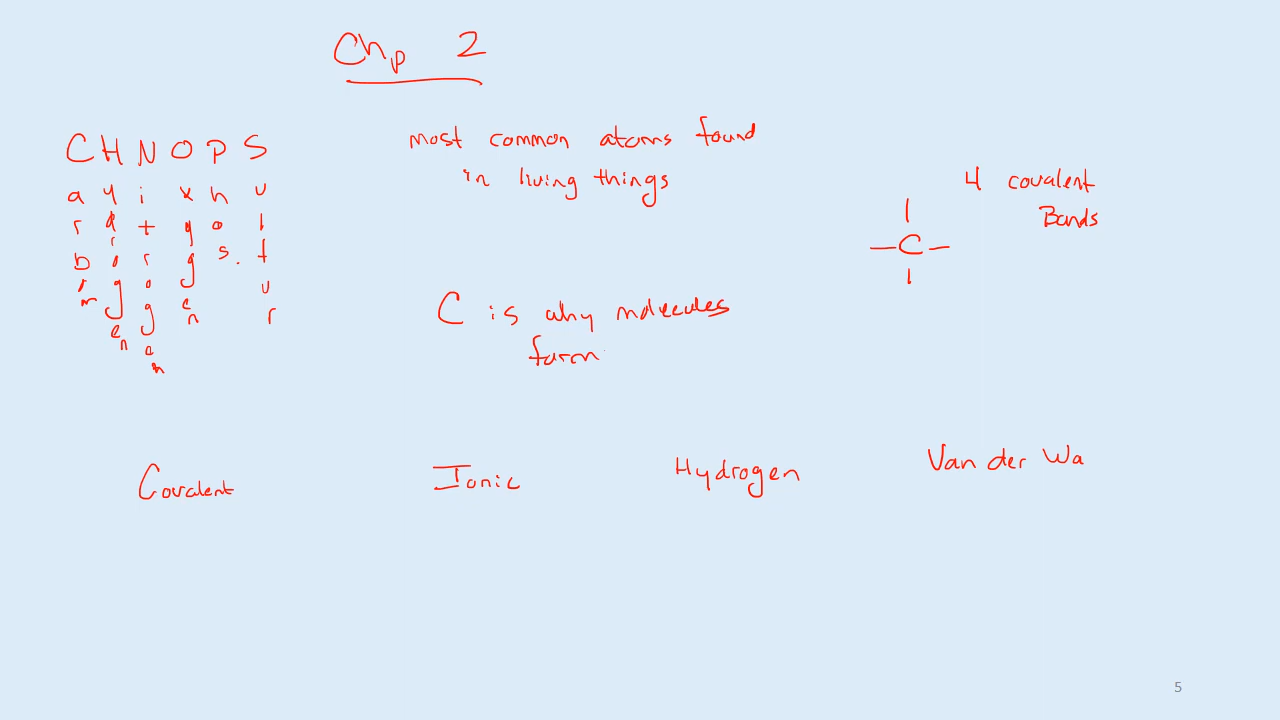 Chp 2
C H N O P S
most common atoms found
in living things
4 covalent
Bonds
C
C is why molecules
form
Covalent
Ionic
Hydrogen
Van der Wa
5